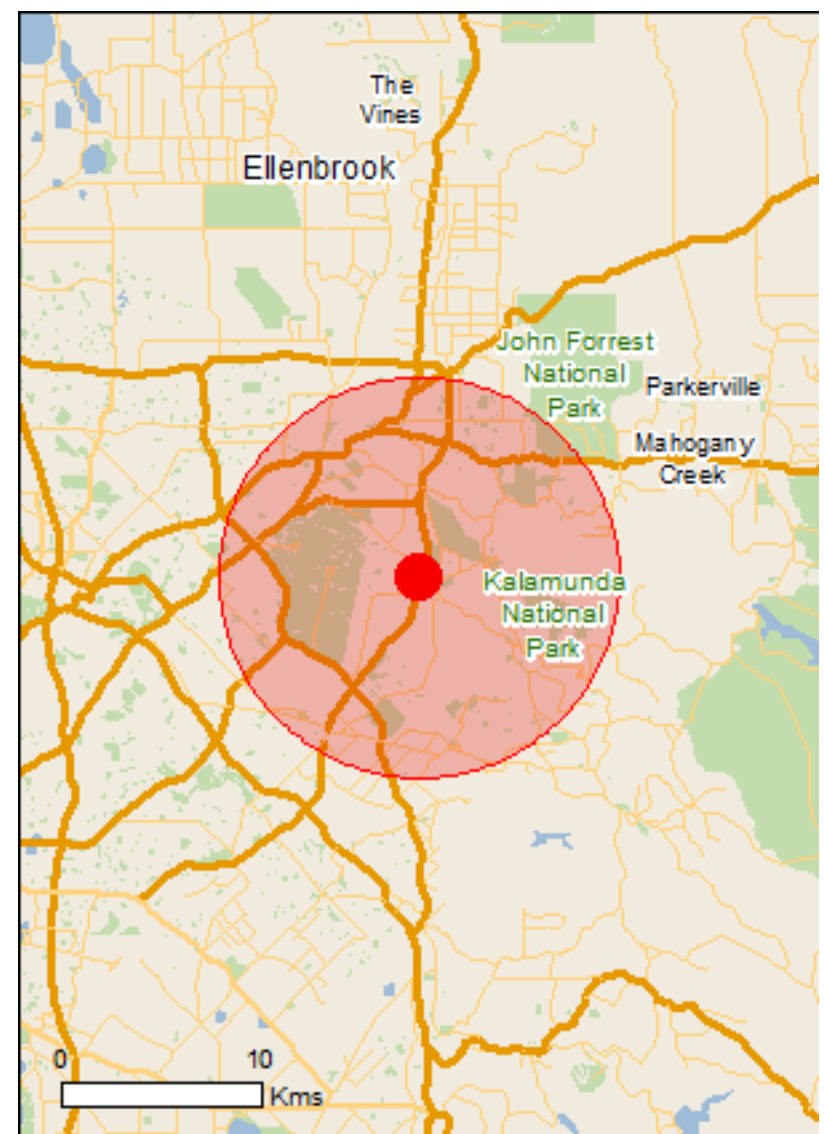 The
Vines
Ellenbrook
John Forrest
National
Park
Parkerville
Mahogany
Creek
Kalamunda
National
Park
0 10
Kms